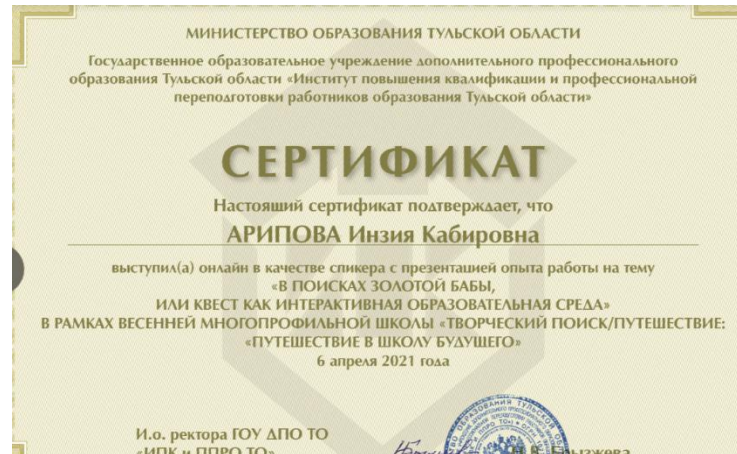 МИНИСТЕРСТВО ОБРАЗОВАНИЯ ТУЛЬСКОЙ ОБЛАСТИ
Государственное образовательное учреждение дополнительного профессионального
образования Тульской области «Институт повышения квалификации и профессиональной
переподготовки работников образования Тульской области»
СЕРТИФИКАТ
Настоящий сертификат подтверждает, что
АРИПОВА Инзия Кабировна
выступил(а) онлайн в качестве спикера с презентацией опыта работы на тему
«В ПОИСКАХ ЗОЛОТОЙ БАБЫ,
ИЛИ КВЕСТ КАК ИНТЕРАКТИВНАЯ ОБРАЗОВАТЕЛЬНАЯ СРЕДА»
В РАМКАХ ВЕСЕННЕЙ МНОГОПРОФИЛЬНОЙ ШКОЛЫ «ТВОРЧЕСКИЙ ПОИСК/ПУТЕШЕСТВИЕ:
«ПУТЕШЕСТВИЕ В ШКОЛУ БУДУЩЕГО»
6 апреля 2021 года
И.о. ректора ГОУ ДПО ТО
«ИПК и ППРО ТО»